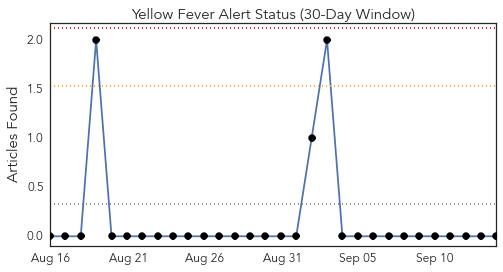 Yellow Fever Alert Status (30-Day Window)
Articles Found
2.0
1.5
1.0
0.5
0.0
Aug 16 Aug 21 Aug 26 Aug 31 Sep 05 Sep 10